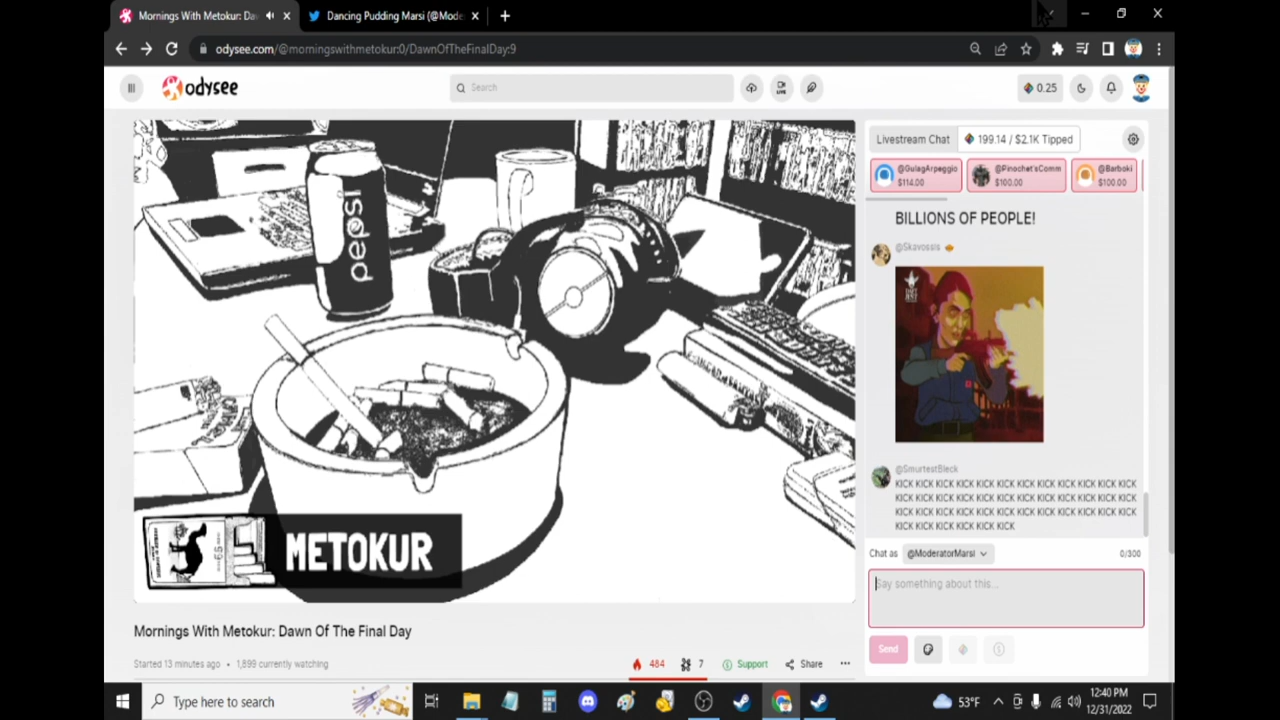 Mornings With Metokur: Da
Dancing Pudding Marsi (@Mode
odysee.com/@morningswithmetokur:0/DawnOfTheFinalDay:9
odysee
Search
LIVE
0.25
Livestream Chat
199.14 / $2.1K Tipped
@GulagArpeggio
$114.00
@Pinochet'sComm
$100.00
@Barboki
$100.00
BILLIONS OF PEOPLE!
@Skavossis
pepsi
@SmurtestBleck
KICK KICK KICK KICK KICK KICK KICK KICK KICK KICK KICK KICK
KICK KICK KICK KICK KICK KICK KICK KICK KICK KICK KICK KICK
KICK KICK KICK KICK KICK KICK KICK KICK KICK KICK KICK KICK
KICK KICK KICK KICK KICK KICK
METOKUR
Chat as
@ModeratorMarsi
0/300
Say something about this...
Send
Mornings With Metokur: Dawn Of The Final Day
Started 13 minutes ago • 1,899 currently watching
484
7
Support
Share
Type here to search
53°F
12:40 PM
12/31/2022